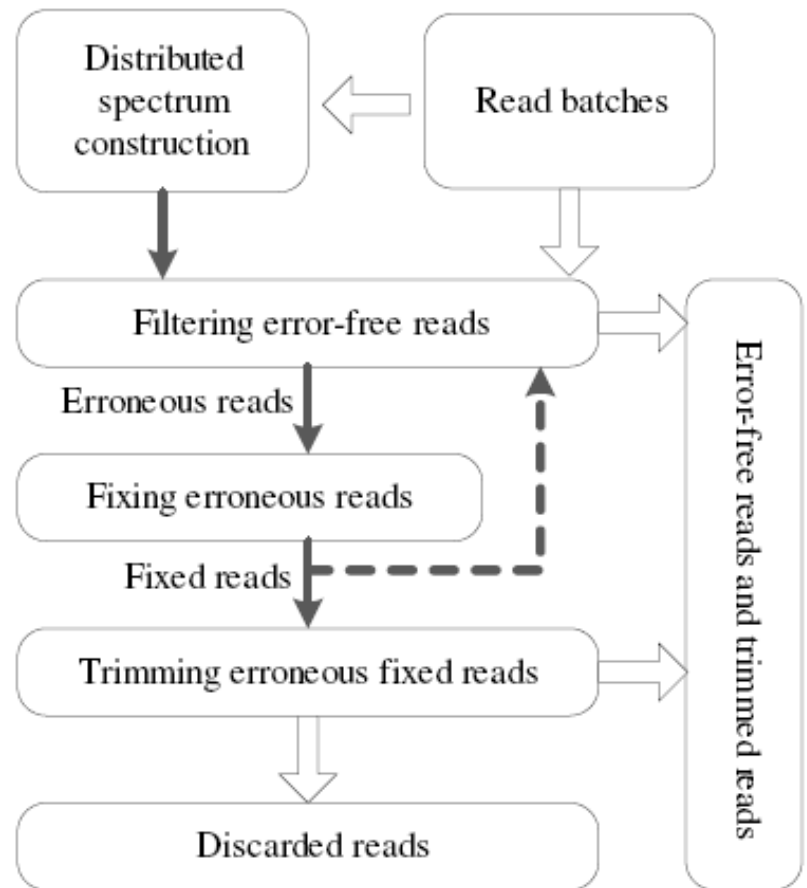 Distributed
spectrum
construction
Read batches
Filtering error-free reads
Erroneous reads
Fixing erroneous reads
Fixed reads
Trimming erroneous fixed reads
Discarded reads
Error-free reads and trimmed reads